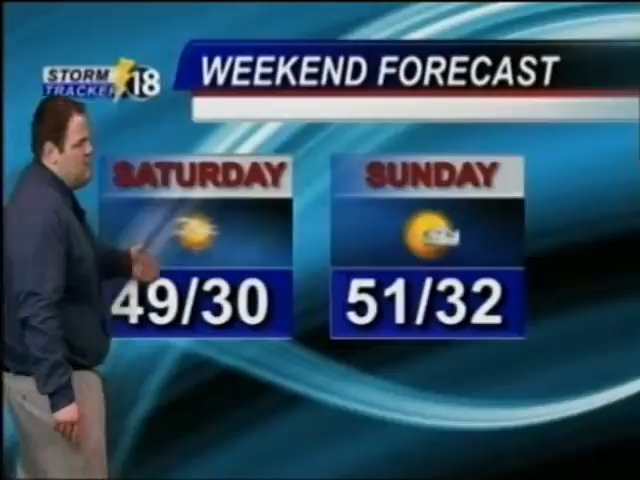 STORM
TRACKER 18
WEEKEND FORECAST
SATURDAY
SUNDAY
49/30
51/32